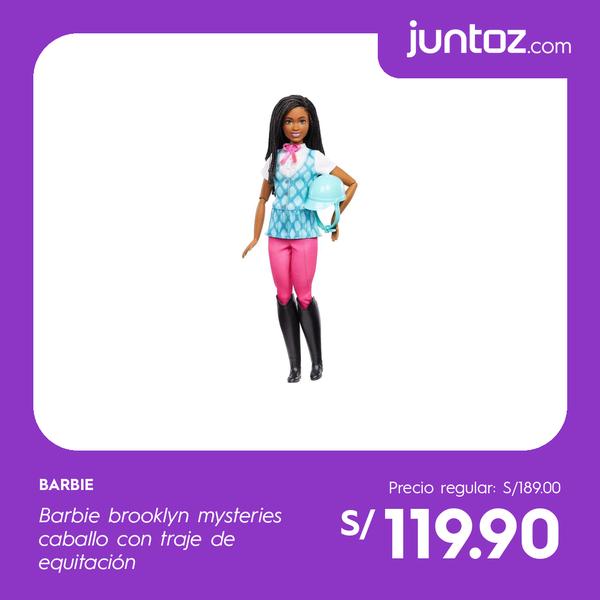 juntoz.com
BARBIE
Barbie brooklyn mysteries
caballo con traje de
equitación
Precio regular: S/189.00
S/119.90